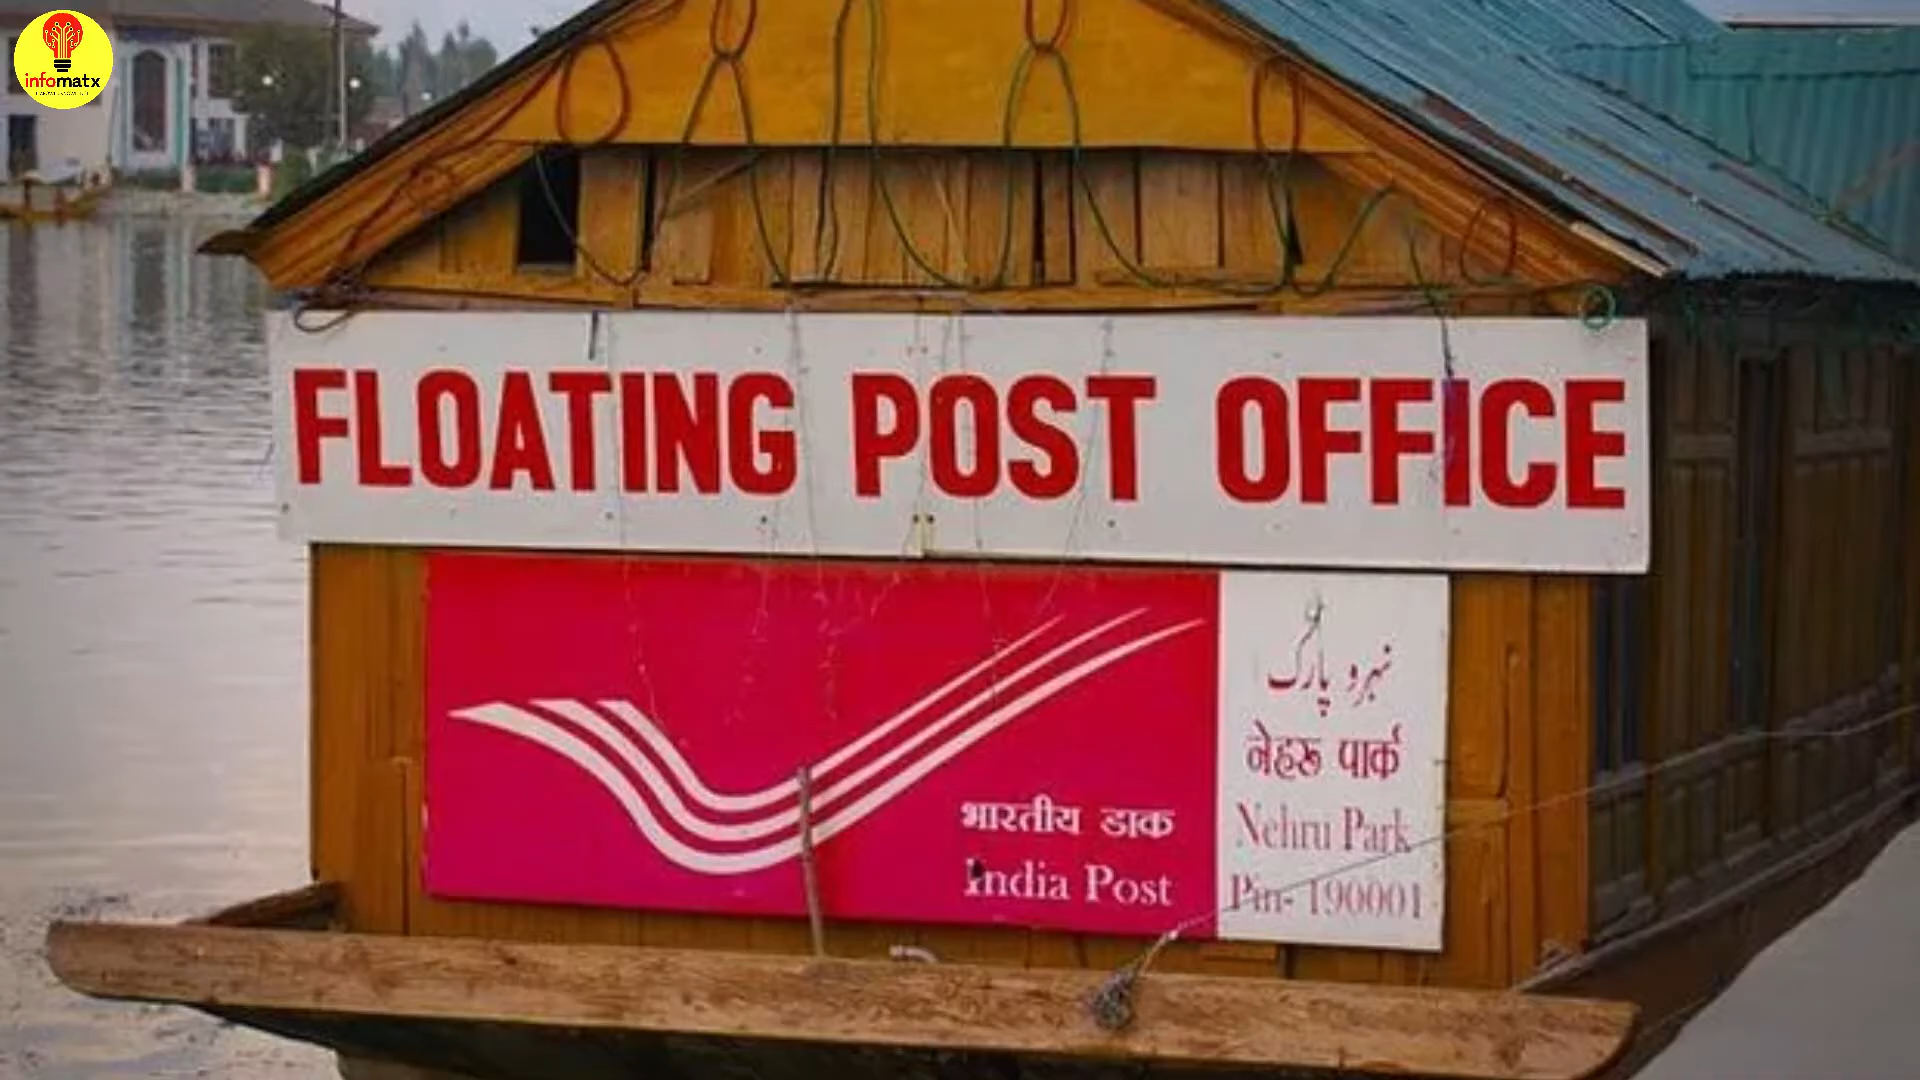 infomatx
FLOATING POST OFFICE
نہرو پارک
नेहरू पार्क
Nehru Park
Pin- 190001
भारतीय डाक
India Post